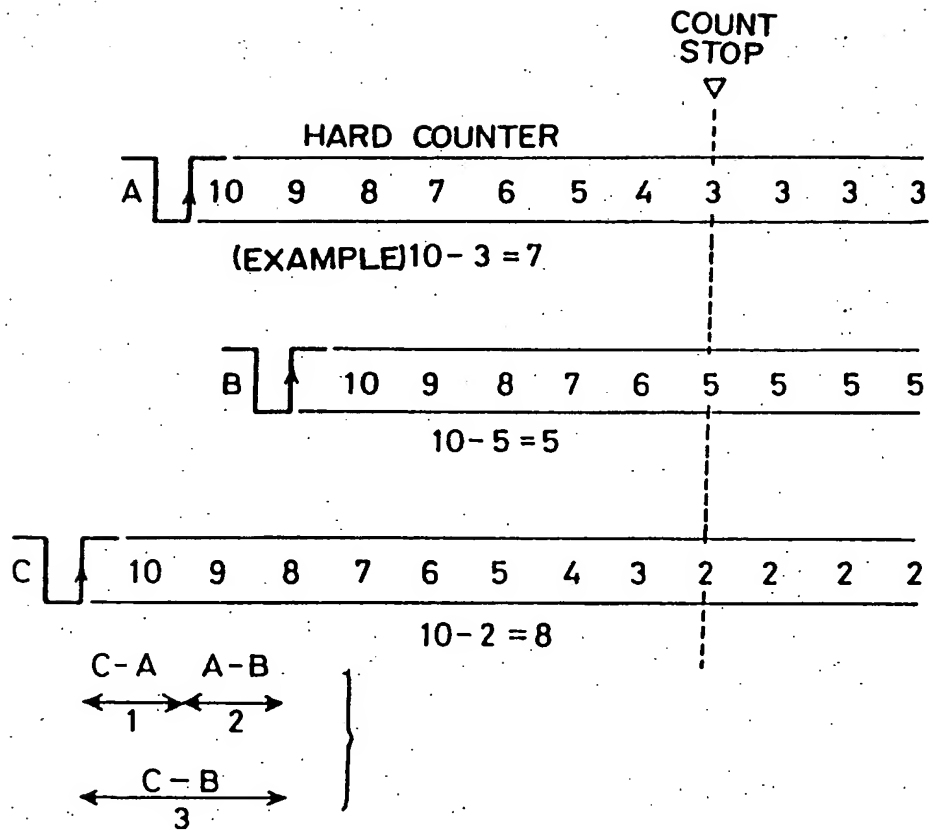 COUNT
STOP
HARD COUNTER
A 10 9 8 7 6 5 4 3 3 3 3
(EXAMPLE) 10-3=7
B 10 9 8 7 6 5 5 5 5
10-5=5
C 10 9 8 7 6 5 4 3 2 2 2 2
10-2=8
C-A A-B
1 2
C-B
3